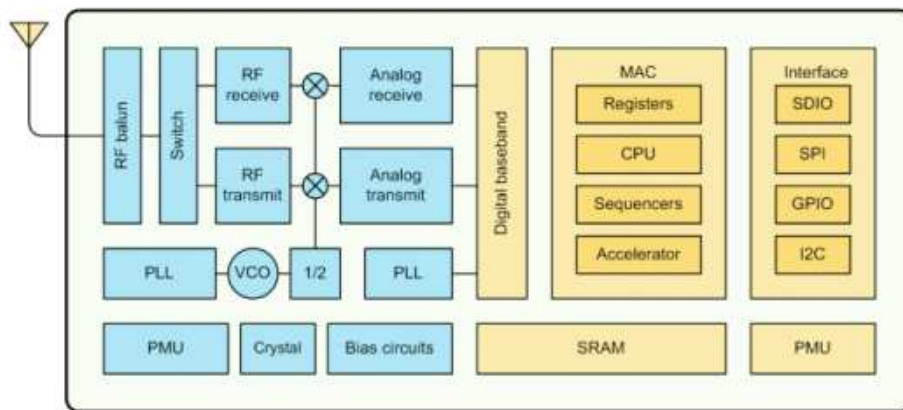 RF balun
Switch
RF
receive
Analog
receive
RF
transmit
Analog
transmit
PLL
VCO
1/2
PLL
Digital baseband
MAC
Registers
CPU
Sequencers
Accelerator
Interface
SDIO
SPI
GPIO
I2C
PMU
Crystal
Bias circuits
SRAM
PMU